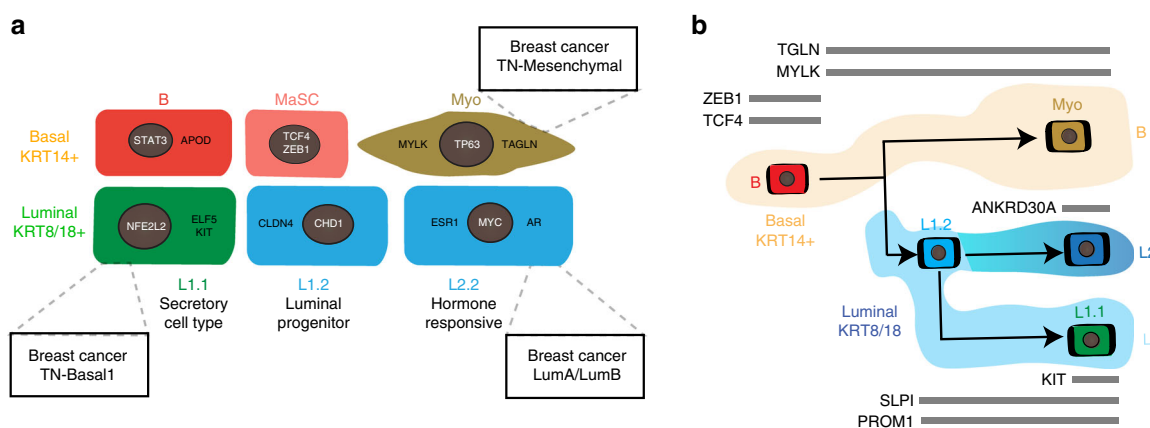 a
Breast cancer
TN-Mesenchymal
B
MaSC
Myo
Basal
KRT14+
STAT3
APOD
TCF4
ZEB1
MYLK
TP63
TAGLN
Luminal
KRT8/18+
NFE2L2
ELF5
KIT
CLDN4
CHD1
ESR1
MYC
AR
L1.1
Secretory
cell type
L1.2
Luminal
progenitor
L2.2
Hormone
responsive
Breast cancer
TN-Basal1
Breast cancer
LumA/LumB
b
TGLN
MYLK
ZEB1
TCF4
Myo
B
B
Basal
KRT14+
ANKRD30A
L1.2
L2
Luminal
KRT8/18
L1.1
L
KIT
SLPI
PROM1